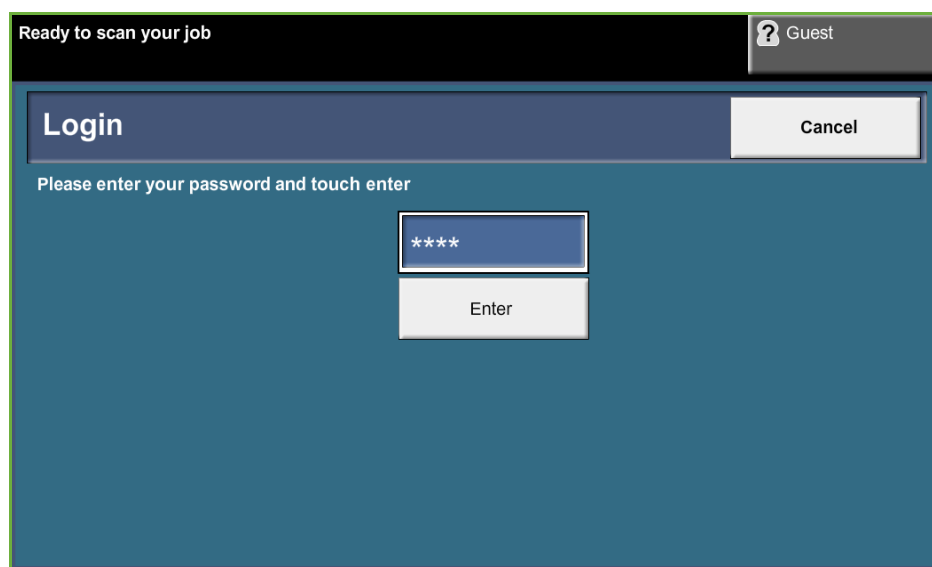 Ready to scan your job
? Guest
Login
Cancel
Please enter your password and touch enter
****
Enter